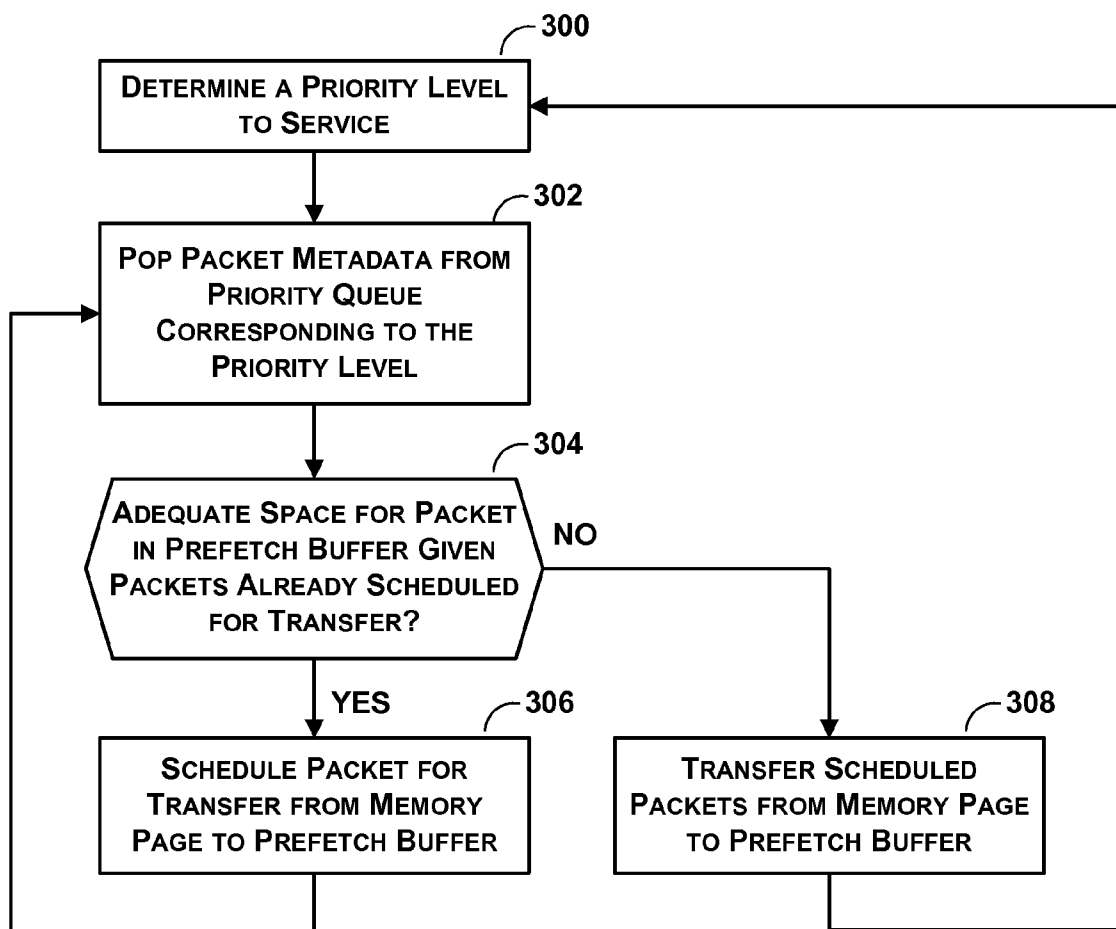 300
DETERMINE A PRIORITY LEVEL
TO SERVICE
302
POP PACKET METADATA FROM
PRIORITY QUEUE
CORRESPONDING TO THE
PRIORITY LEVEL
304
ADEQUATE SPACE FOR PACKET
IN PREFETCH BUFFER GIVEN
PACKETS ALREADY SCHEDULED
FOR TRANSFER?
NO
YES
306
SCHEDULE PACKET FOR
TRANSFER FROM MEMORY
PAGE TO PREFETCH BUFFER
308
TRANSFER SCHEDULED
PACKETS FROM MEMORY PAGE
TO PREFETCH BUFFER